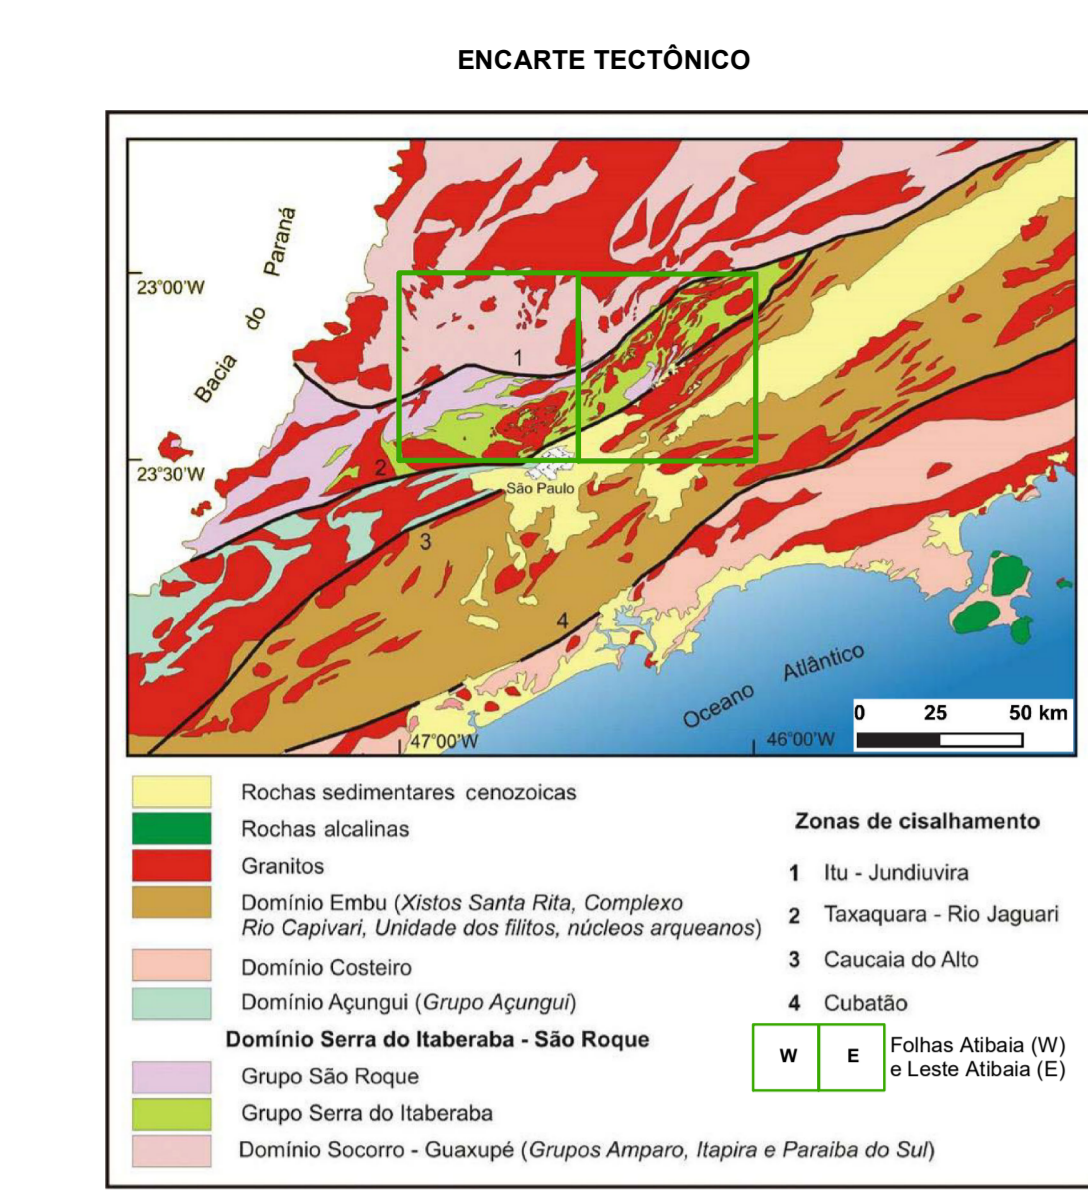 ENCARTE TECTÔNICO
Bacia do Paraná
23°00'W
1
23°30'W
2
São Paulo
3
4
Oceano Atlântico
47°00'W
46°00'W
0 25 50 km
Rochas sedimentares cenozoicas
Rochas alcalinas
Granitos
Domínio Embu (Xistos Santa Rita, Complexo
Rio Capivari, Unidade dos filitos, núcleos arqueanos)
Domínio Costeiro
Domínio Açungui (Grupo Açungui)
Domínio Serra do Itaberaba - São Roque
Grupo São Roque
Grupo Serra do Itaberaba
Domínio Socorro - Guaxupé (Grupos Amparo, Itapira e Paraiba do Sul)
Zonas de cisalhamento
1 Itu - Jundiuvira
2 Taxaquara - Rio Jaguari
3 Caucaia do Alto
4 Cubatão
W E
Folhas Atibaia (W)
e Leste Atibaia (E)